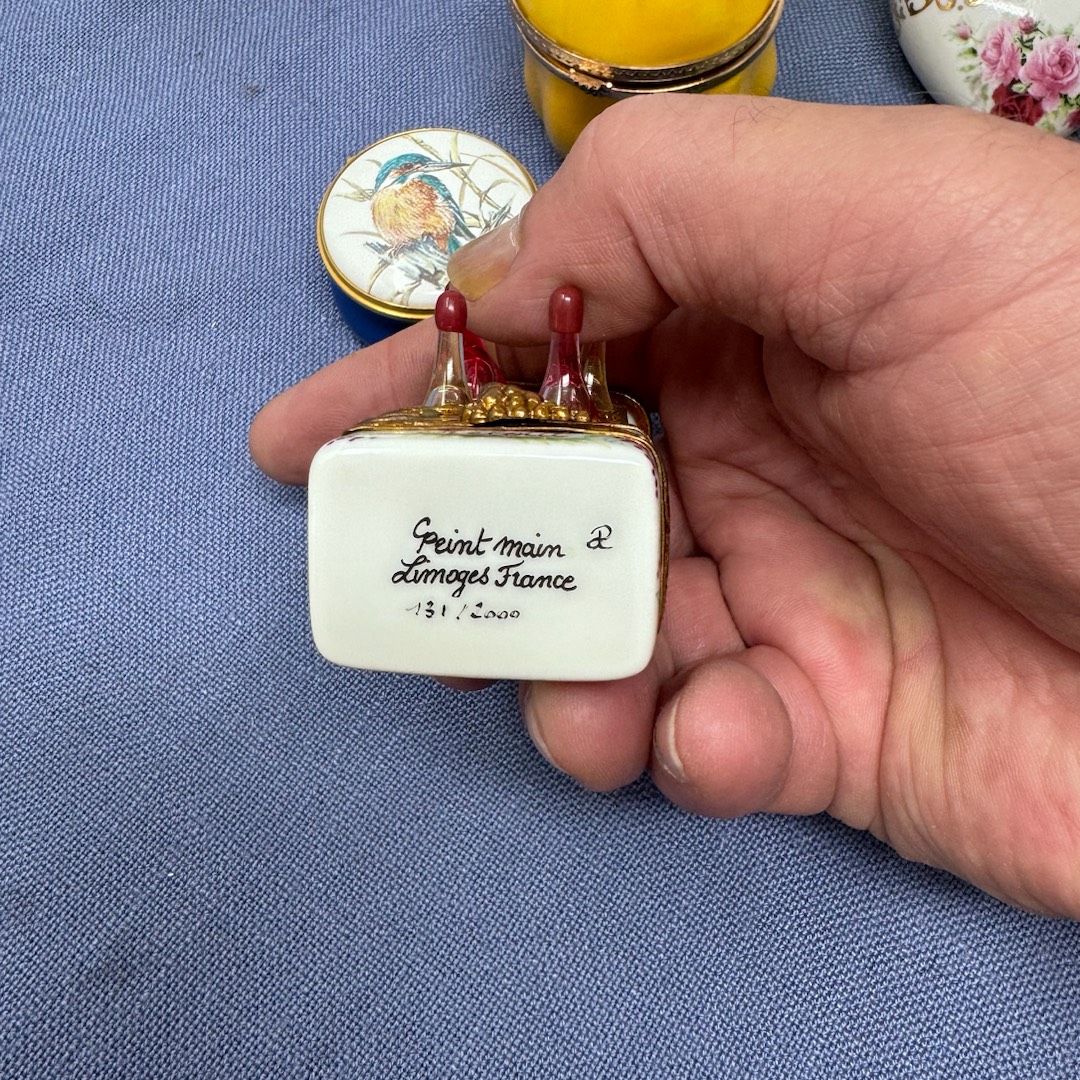 Peint main
Limoges France
131/2000